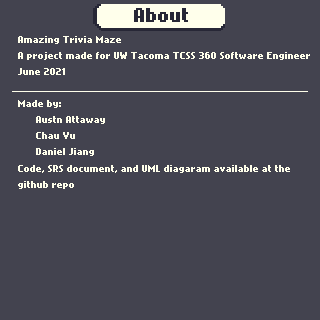 About
Amazing Trivia Maze
A project made for UW Tacoma TCSS 360 Software Engineer
June 2021
Made by:
Austn Attaway
Chau Vu
Daniel Jiang
Code, SRS document, and UML diagaram available at the
github repo